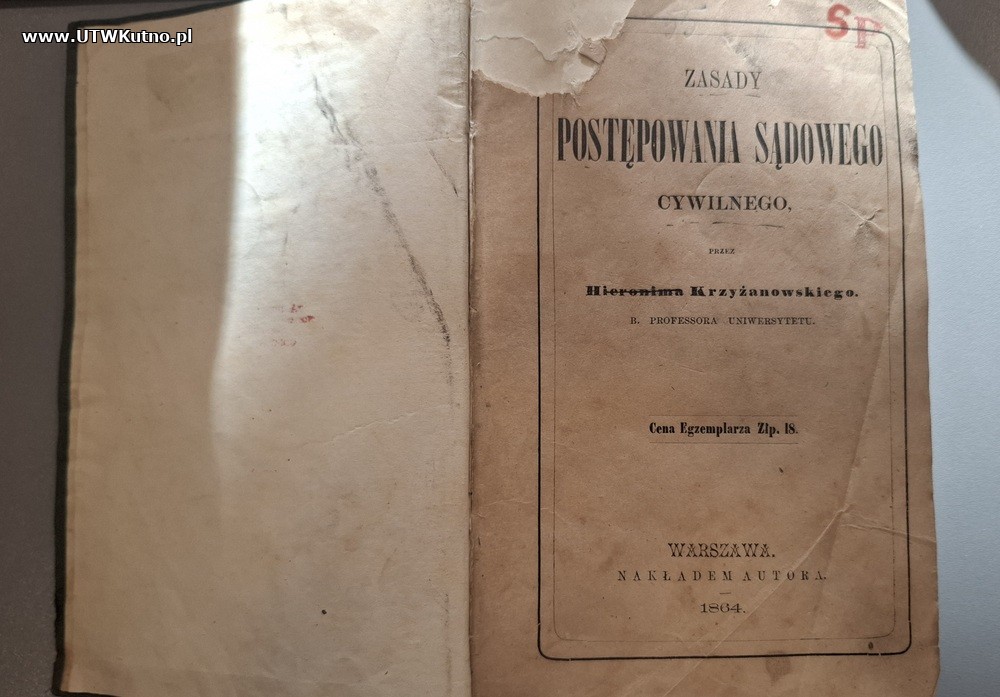 www.UTWKutno.pl
SP
ZASADY
POSTĘPOWANIA SĄDOWEGO
CYWILNEGO,
PRZEZ
Hieronima Krzyżanowskiego.
B. PROFESSORA UNIWERSYTETU.
Cena Egzemplarza Złp. 18.
WARSZAWA.
NAKŁADEM AUTORA.
1864.